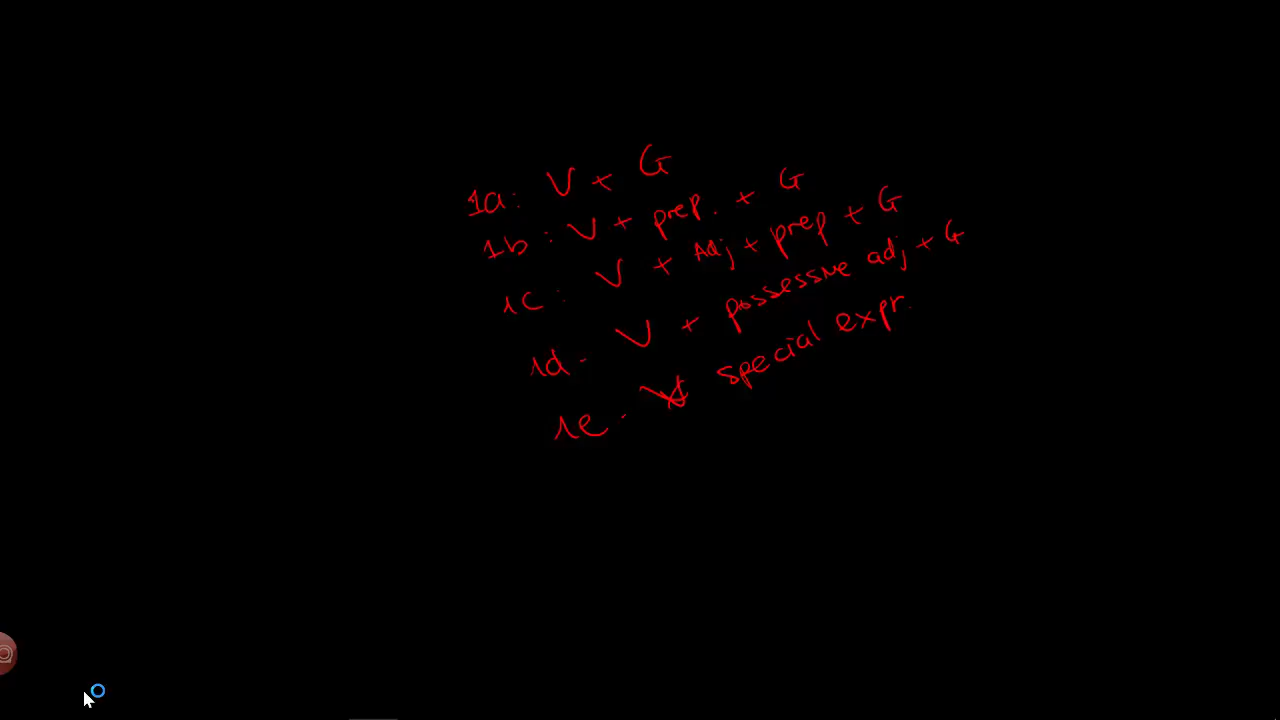 1a: V + G
1b: V + prep. + G
1c: V + Adj + prep + G
1d. V + possessive adj + G
1e. special expr.